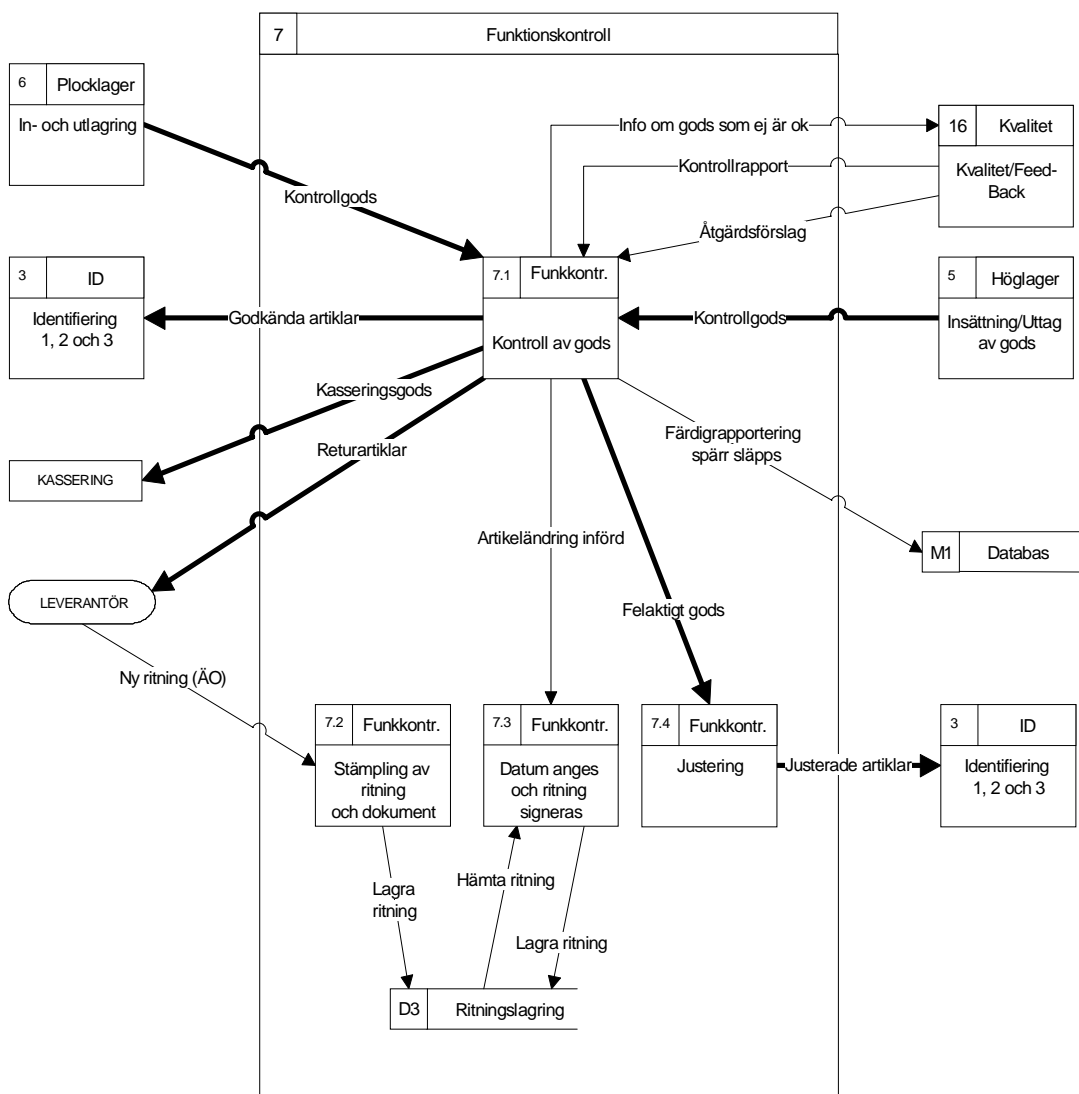 7
Funktionskontroll
6
Plocklager
In- och utlagring
Info om gods som ej är ok
16
Kvalitet
Kvalitet/Feed-
Back
Kontrollrapport
Kontrollgods
Åtgärdsförslag
3
ID
Identifiering
1, 2 och 3
7.1
Funkkontr.
Kontroll av gods
5
Höglager
Insättning/Uttag
av gods
Godkända artiklar
Kontrollgods
Kasseringsgods
Returartiklar
Färdigrapportering
spärr släpps
KASSERING
Artikeländring införd
M1
Databas
LEVERANTÖR
Felaktigt gods
Ny ritning (ÄO)
7.2
Funkkontr.
Stämpling av
ritning
och dokument
7.3
Funkkontr.
Datum anges
och ritning
signeras
7.4
Funkkontr.
Justering
Justerade artiklar
3
ID
Identifiering
1, 2 och 3
Lagra
ritning
Hämta ritning
Lagra ritning
D3
Ritningslagring